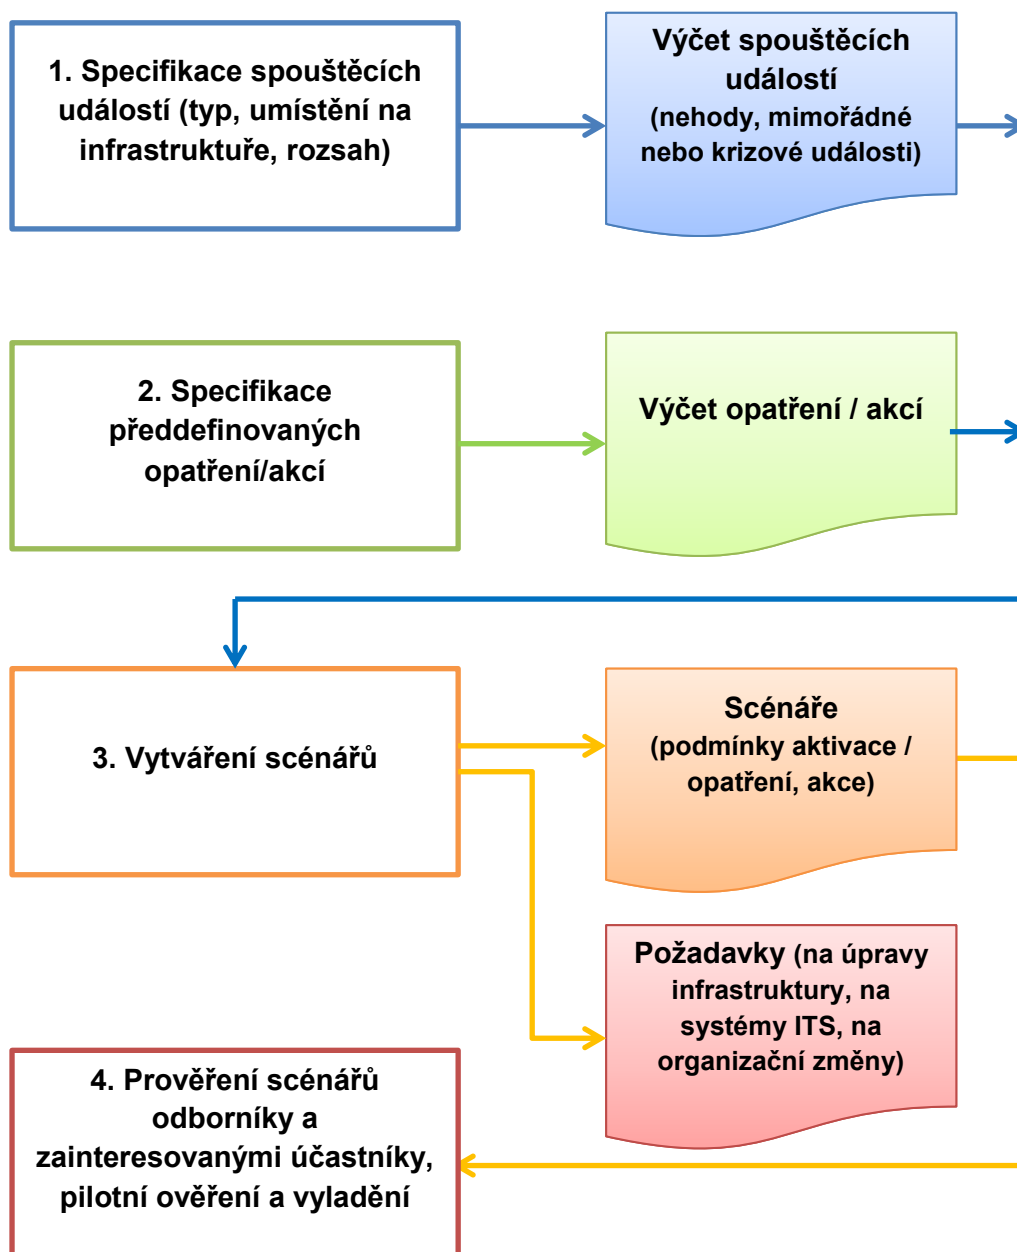 1. Specifikace spouštěcích
událostí (typ, umístění na
infrastruktuře, rozsah)
Výčet spouštěcích
událostí
(nehody, mimořádné
nebo krizové události)
2. Specifikace
předdefinovaných
opatření/akcí
Výčet opatření / akcí
3. Vytváření scénářů
Scénáře
(podmínky aktivace /
opatření, akce)
Požadavky (na úpravy
infrastruktury, na
systémy ITS, na
organizační změny)
4. Prověření scénářů
odborníky a
zainteresovanými účastníky,
pilotní ověření a vyladění